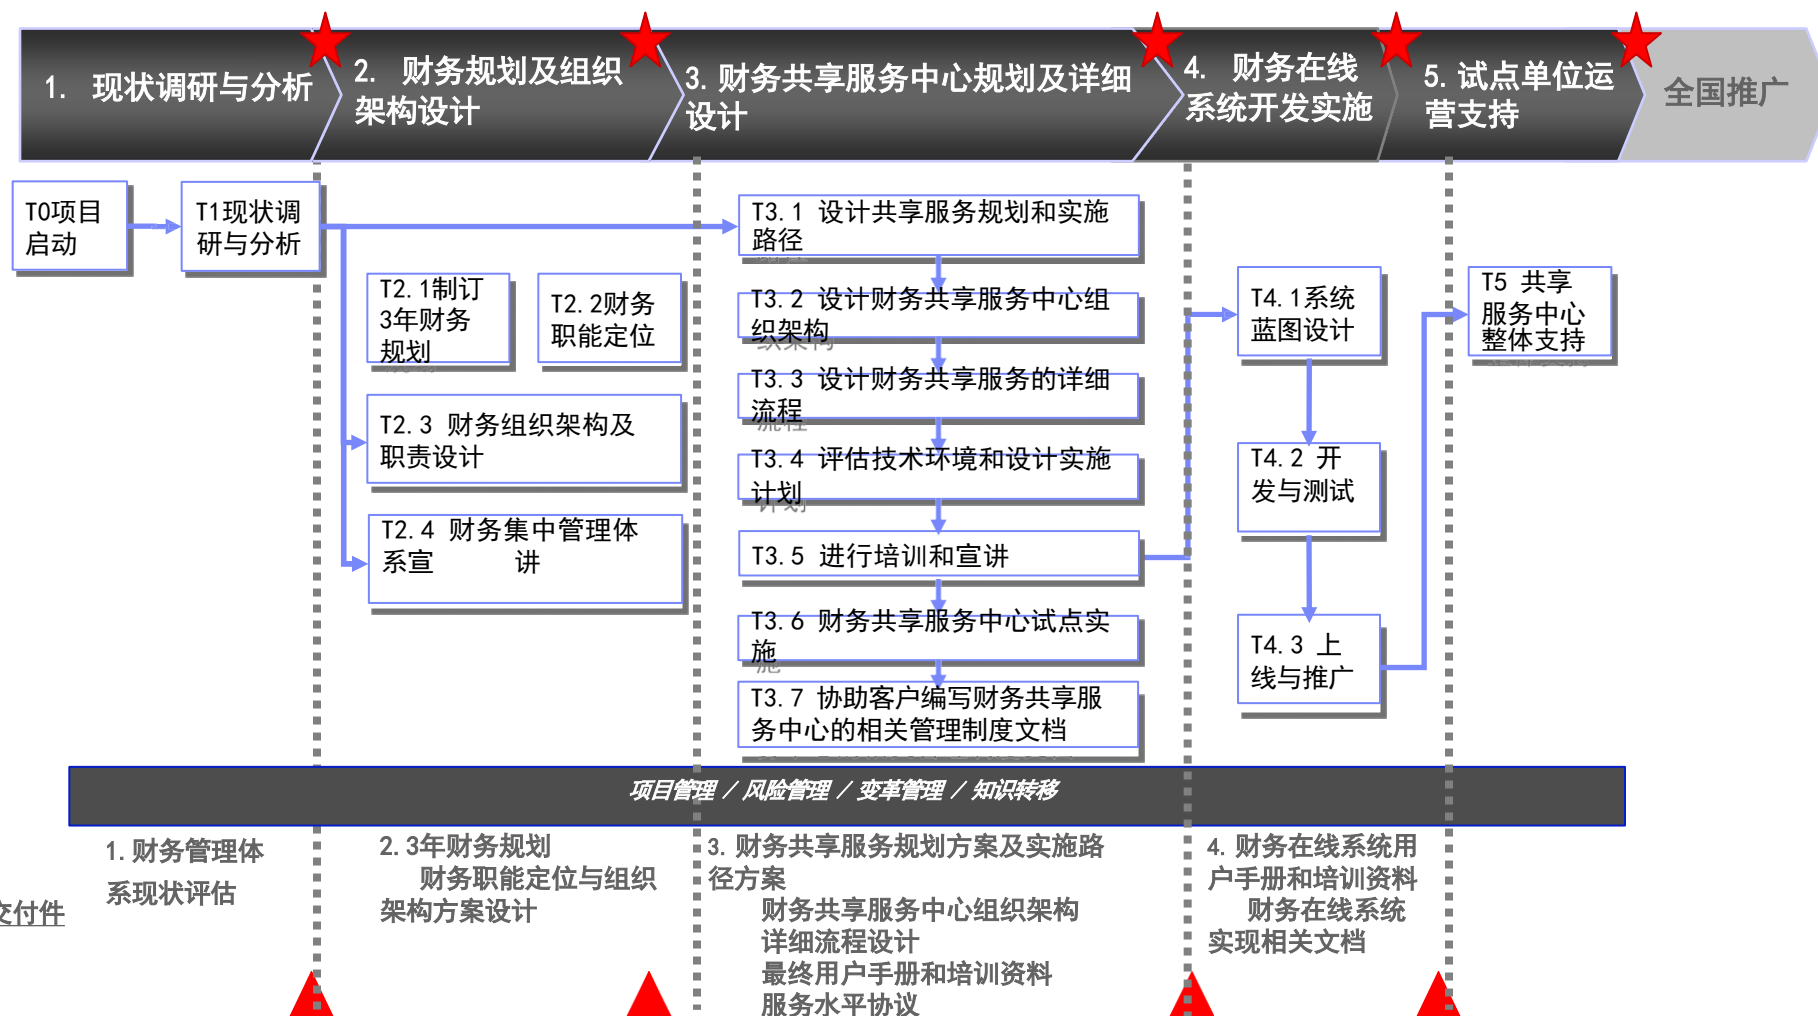 1. 现状调研与分析
2. 财务规划及组织
架构设计
3.财务共享服务中心规划及详细
设计
4. 财务在线
系统开发实施
5.试点单位运
营支持
全国推广
T0项目
启动
T1现状调
研与分析
T2.1制订
3年财务
规划
T2.2财务
职能定位
T2.3 财务组织架构及
职责设计
T2.4 财务集中管理体
系宣 讲
T3.1 设计共享服务规划和实施
路径
T3.2 设计财务共享服务中心组
织架构
T3.3 设计财务共享服务的详细
流程
T3.4 评估技术环境和设计实施
计划
T3.5 进行培训和宣讲
T3.6 财务共享服务中心试点实
施
T3.7 协助客户编写财务共享服
务中心的相关管理制度文档
T4.1系统
蓝图设计
T4.2 开
发与测试
T4.3 上
线与推广
T5 共享
服务中心
整体支持
项目管理 / 风险管理 / 变革管理 / 知识转移
交付件
1.财务管理体
系现状评估
2.3年财务规划
财务职能定位与组织
架构方案设计
3.财务共享服务规划方案及实施路
径方案
财务共享服务中心组织架构
详细流程设计
最终用户手册和培训资料
服务水平协议
4.财务在线系统用
户手册和培训资料
财务在线系统
实现相关文档